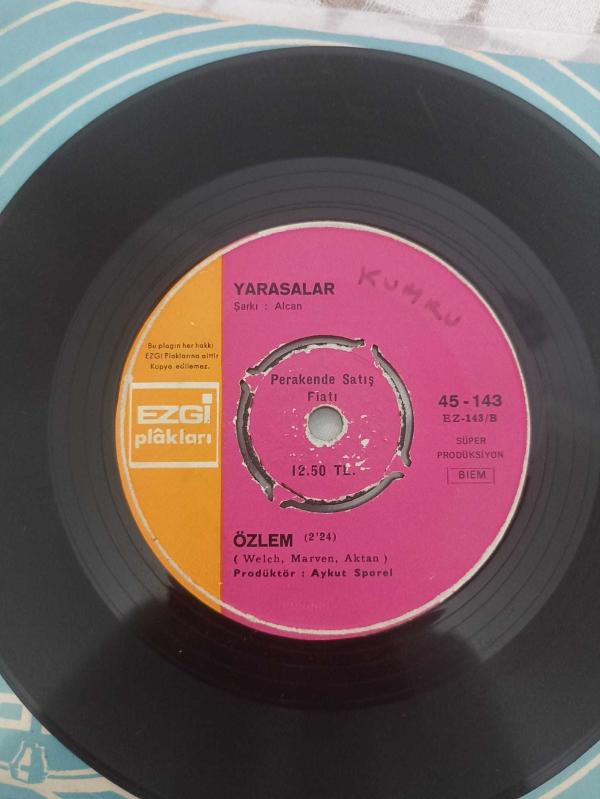 YARASALAR
Şarkı : Alcan
KUMRU
Bu plağın her hakkı
EZGİ Plaklarına aittir
Kopya edilemez.
EZGİ
plâkları
Perakende Satış
Fiatı
12.50 TL.
45 - 143
EZ-143/B
SÜPER
PRODÜKSİYON
BIEM
ÖZLEM (2'24)
( Welch, Marven, Aktan )
Prodüktör : Aykut Sporel